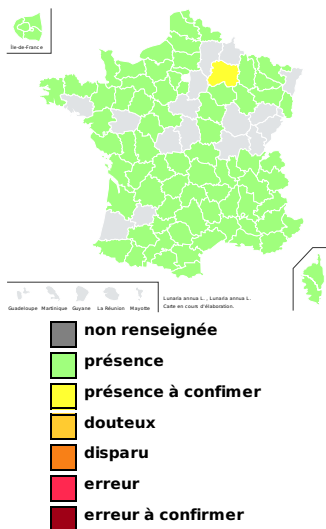 Île-de-France
Guadeloupe Martinique Guyane La Réunion Mayotte
Lunaria annua L. , Lunaria annua L.
Carte en cours d'élaboration.
non renseignée
présence
présence à confimer
douteux
disparu
erreur
erreur à confirmer